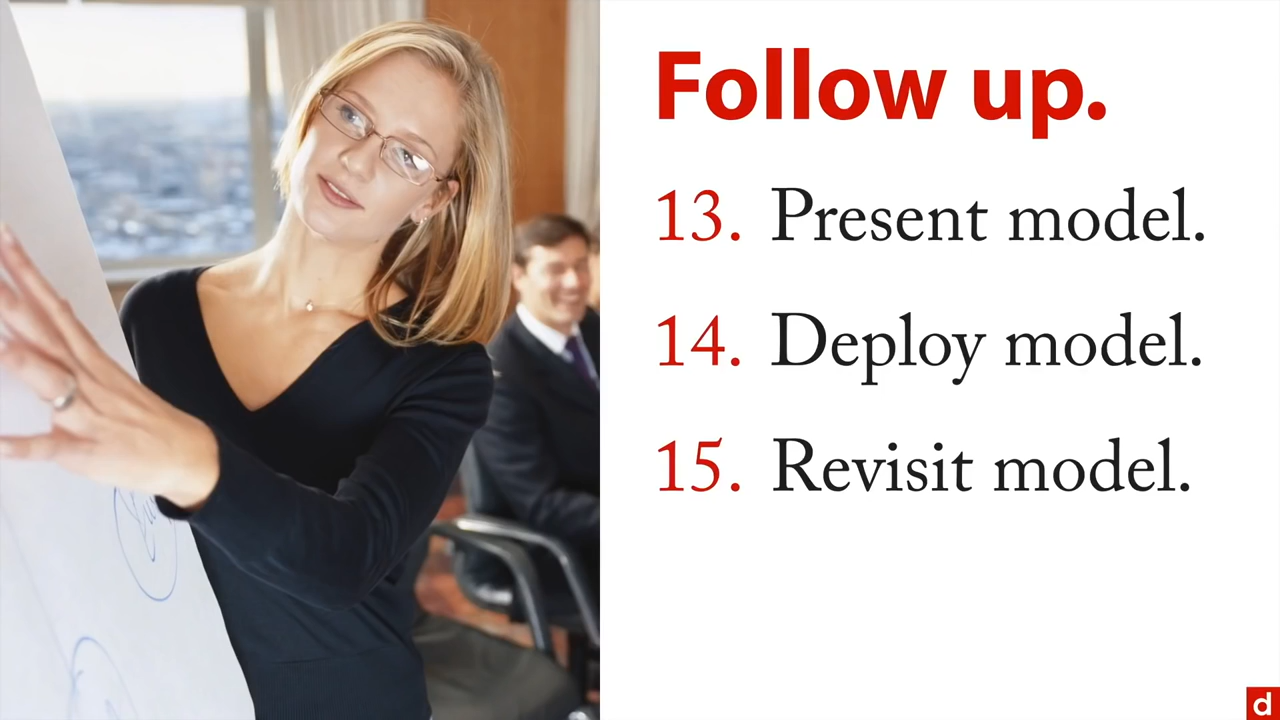 Follow up.
13. Present model.
14. Deploy model.
15. Revisit model.
d